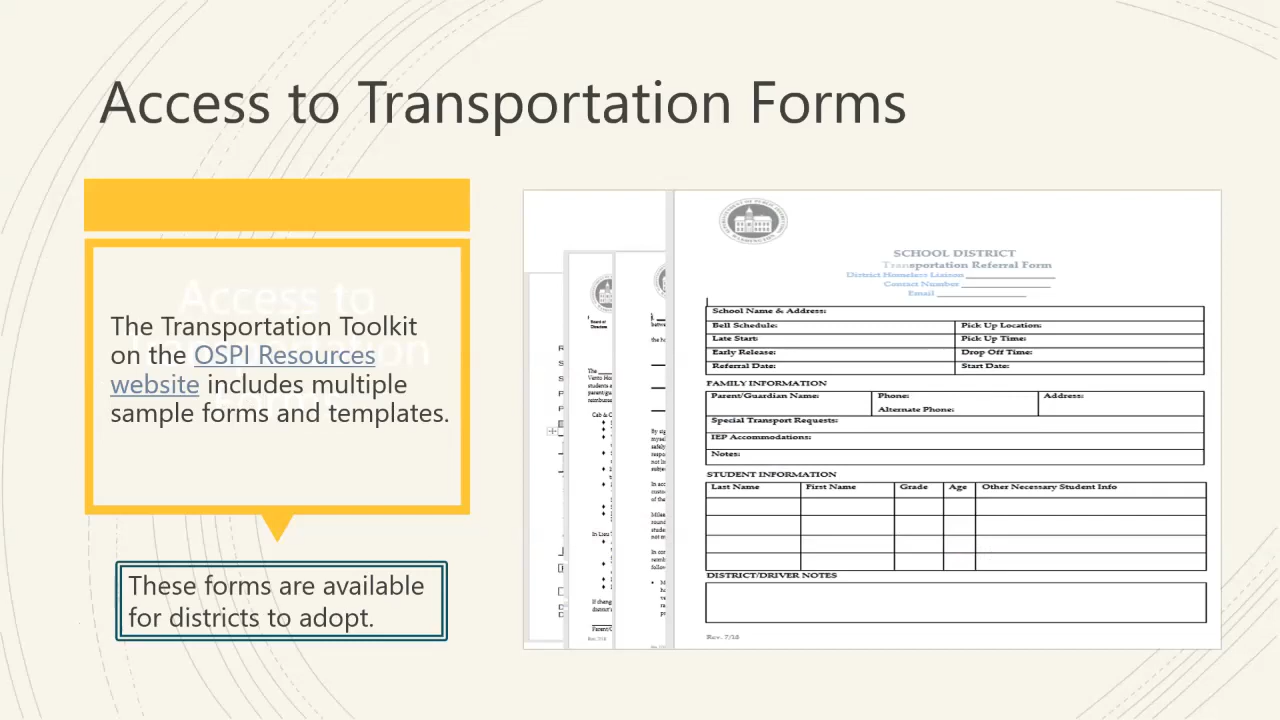 Access to Transportation Forms
The Transportation Toolkit
on the OSPI Resources
website includes multiple
sample forms and templates.
These forms are available
for districts to adopt.
SCHOOL DISTRICT
Transportation Referral Form
District Homeless Liaison
Contact Number
Email
School Name & Address:
Bell Schedule: Pick Up Location:
Late Start: Pick Up Time:
Early Release: Drop Off Time:
Referral Date: Start Date:
FAMILY INFORMATION
Parent/Guardian Name: Phone: Address:
Alternate Phone:
Special Transport Requests:
IEP Accommodations:
Notes:
STUDENT INFORMATION
Last Name First Name Grade Age Other Necessary Student Info
DISTRICT/DRIVER NOTES
Rev. 7/18